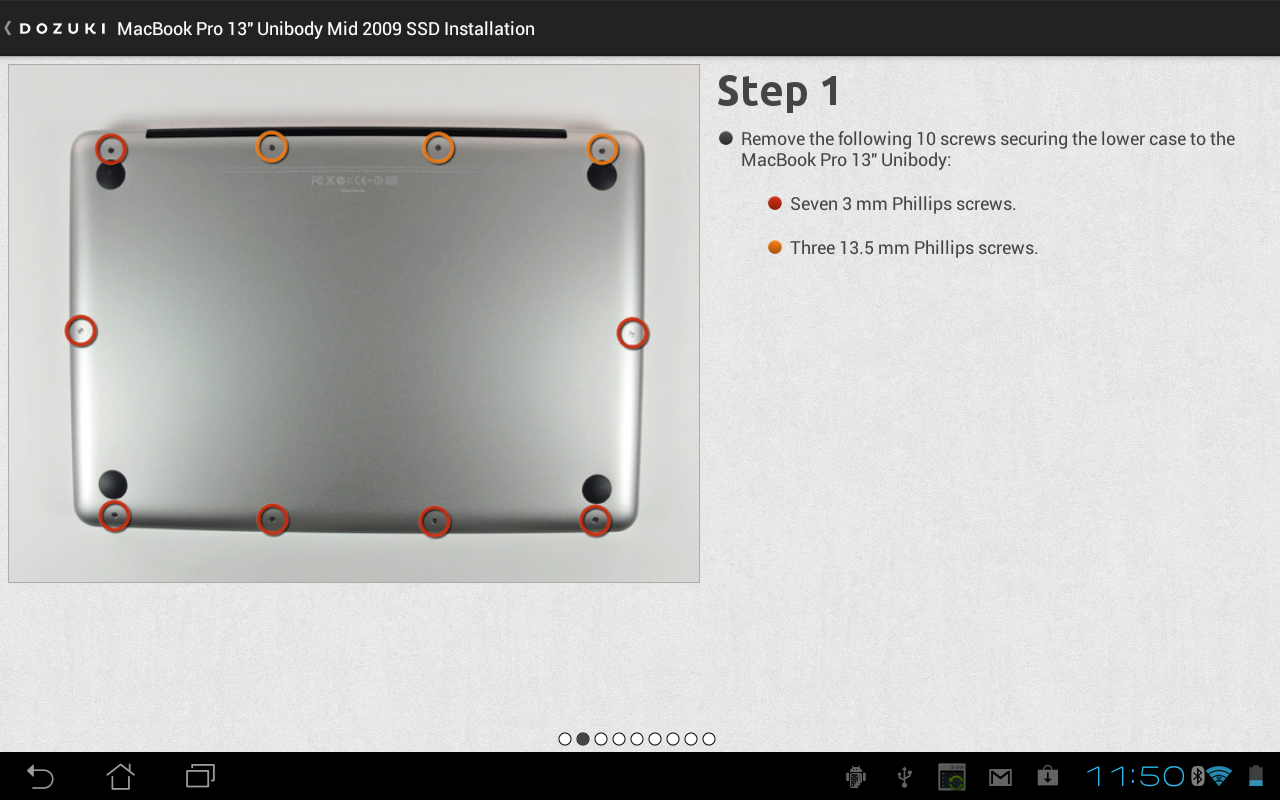 DOZUKI MacBook Pro 13" Unibody Mid 2009 SSD Installation
Step 1
Remove the following 10 screws securing the lower case to the
MacBook Pro 13" Unibody:
Seven 3 mm Phillips screws.
Three 13.5 mm Phillips screws.
11:50